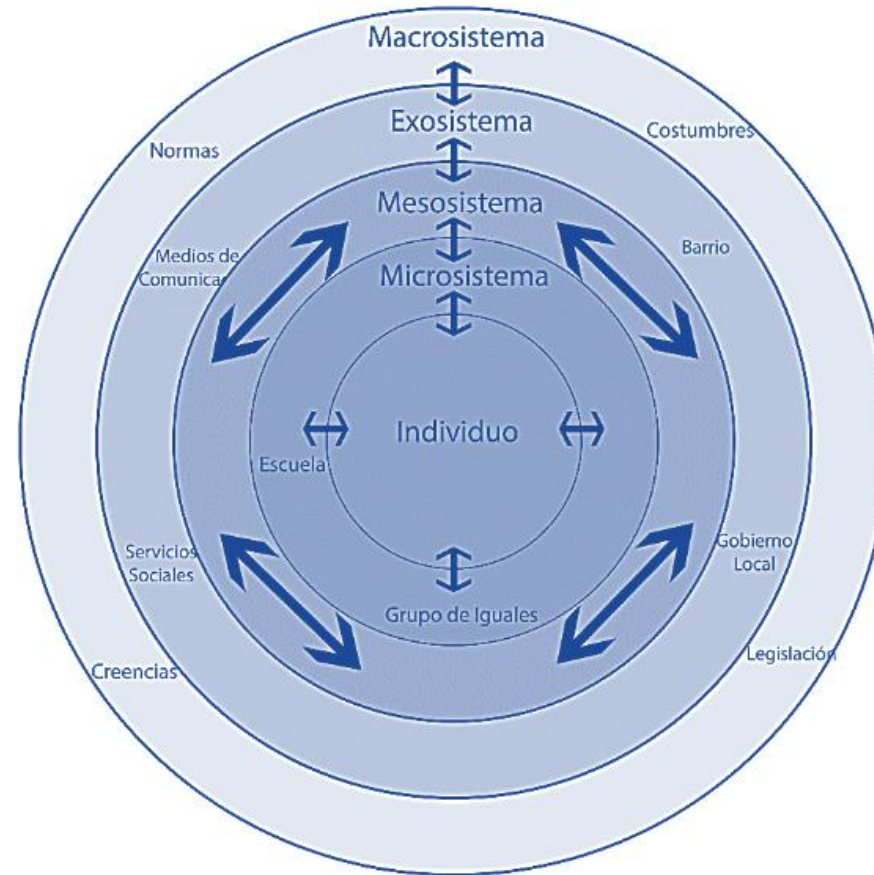 Macrosistema
Exosistema
Costumbres
Normas
Mesosistema
Medios de
Comunicac
Barrio
Microsistema
Individuo
Escuela
Servicios
Sociales
Gobierno
Local
Grupo de Iguales
Creencias
Legislación